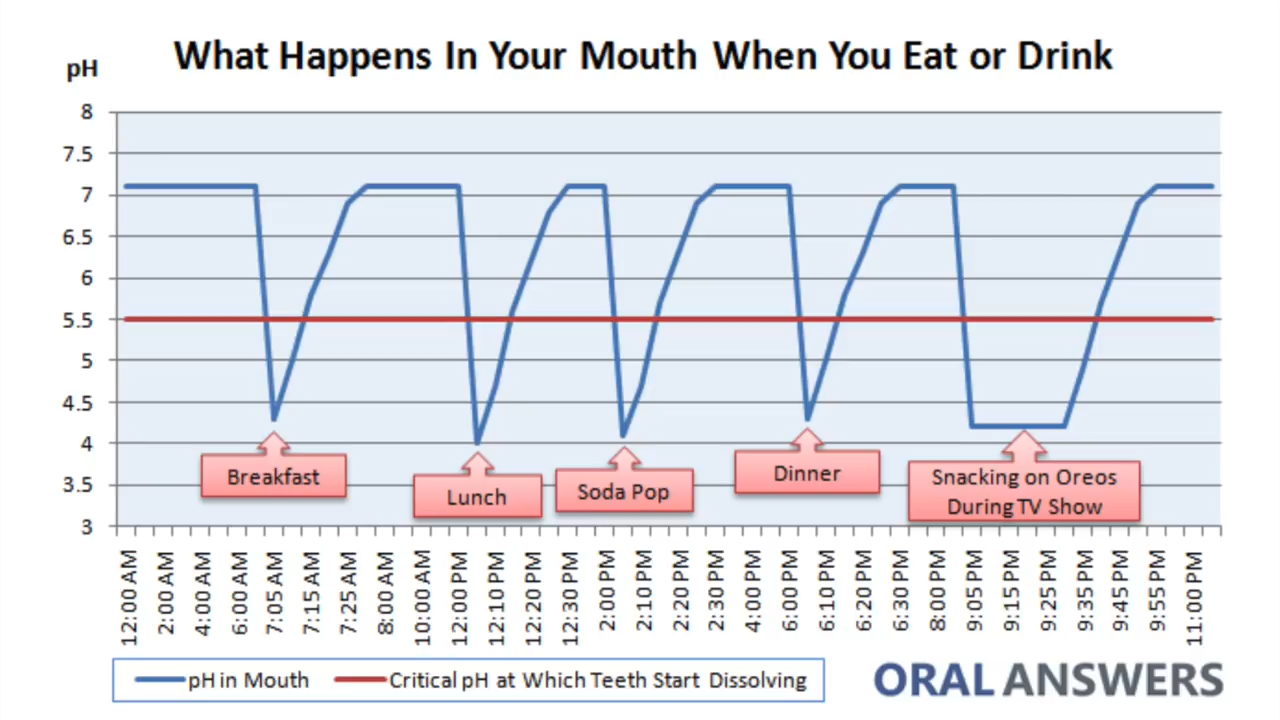 What Happens In Your Mouth When You Eat or Drink
pH
8
7.5
7
6.5
6
5.5
5
4.5
4
3.5
3
Breakfast
Lunch
Soda Pop
Dinner
Snacking on Oreos
During TV Show
12:00 AM
2:00 AM
4:00 AM
6:00 AM
7:05 AM
7:15 AM
7:25 AM
8:00 AM
10:00 AM
12:00 PM
12:10 PM
12:20 PM
12:30 PM
2:00 PM
2:10 PM
2:20 PM
2:30 PM
4:00 PM
6:00 PM
6:10 PM
6:20 PM
6:30 PM
8:00 PM
9:05 PM
9:15 PM
9:25 PM
9:35 PM
9:45 PM
9:55 PM
11:00 PM
pH in Mouth
Critical pH at Which Teeth Start Dissolving
ORAL ANSWERS